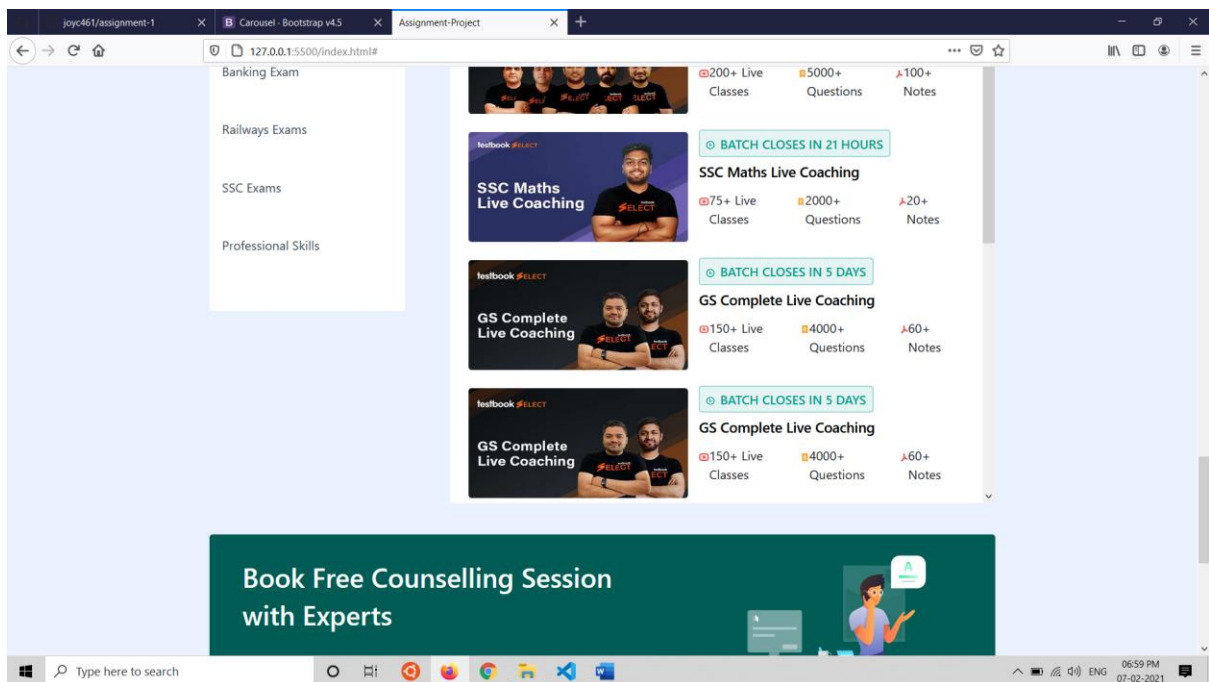 joyc461/assignment-1
B Carousel · Bootstrap v4.5
Assignment-Project
127.0.0.1:5500/index.html#
Banking Exam
Railways Exams
SSC Exams
Professional Skills
SELECT
200+ Live Classes
5000+ Questions
100+ Notes
testbook SELECT
SSC Maths
Live Coaching
SELECT
BATCH CLOSES IN 21 HOURS
SSC Maths Live Coaching
75+ Live Classes
2000+ Questions
20+ Notes
testbook SELECT
GS Complete
Live Coaching
SELECT
ECT
BATCH CLOSES IN 5 DAYS
GS Complete Live Coaching
150+ Live Classes
4000+ Questions
60+ Notes
testbook SELECT
GS Complete
Live Coaching
SELECT
ECT
BATCH CLOSES IN 5 DAYS
GS Complete Live Coaching
150+ Live Classes
4000+ Questions
60+ Notes
Book Free Counselling Session
with Experts
A
Type here to search
W
ENG
06:59 PM
07-02-2021